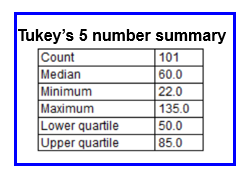 Tukey's 5 number summary
Count 101
Median 60.0
Minimum 22.0
Maximum 135.0
Lower quartile 50.0
Upper quartile 85.0